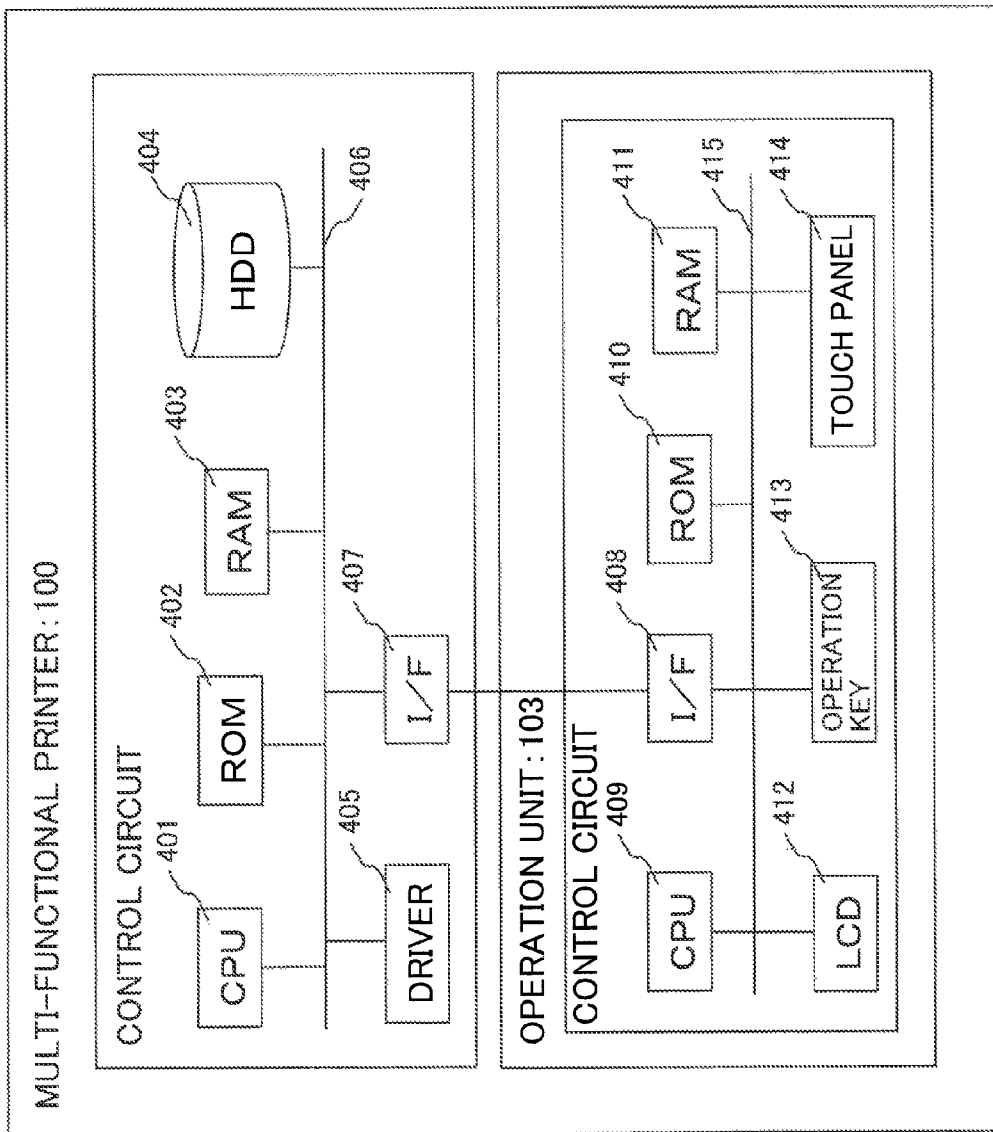 MULTI-FUNCTIONAL PRINTER:100
CONTROL CIRCUIT
401
CPU
402
ROM
403
RAM
404
HDD
406
405
DRIVER
407
I/F
OPERATION UNIT:103
CONTROL CIRCUIT
409
CPU
408
I/F
410
ROM
411
RAM
415
412
LCD
413
OPERATION
KEY
414
TOUCH PANEL